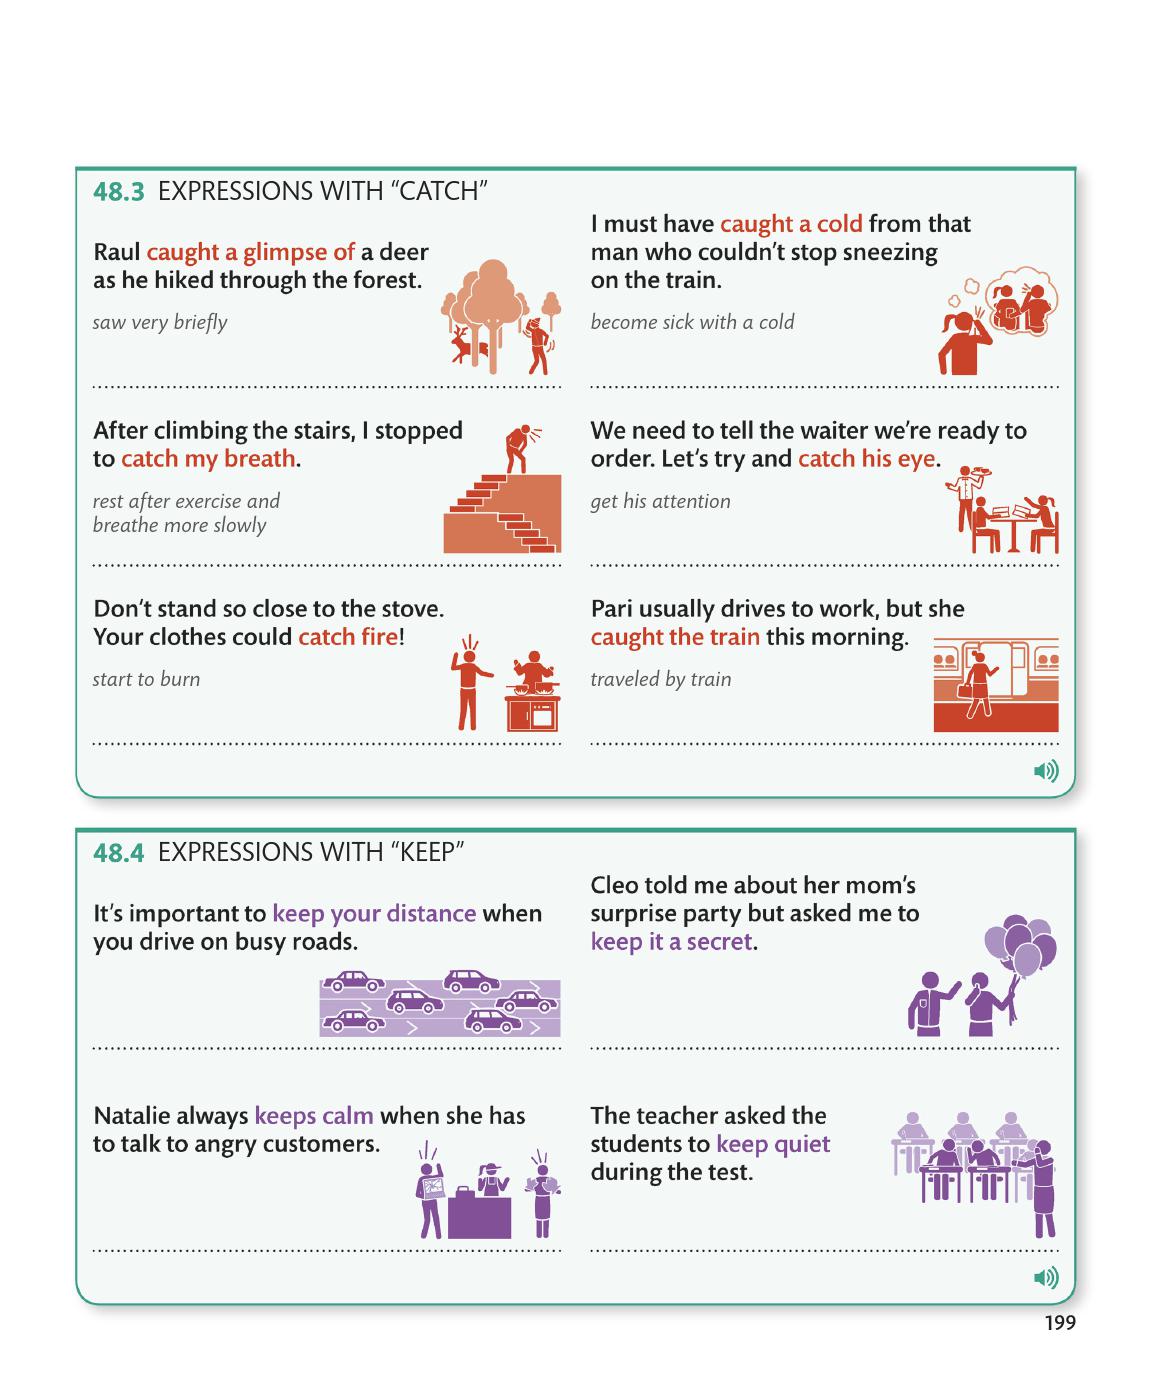 48.3 EXPRESSIONS WITH “CATCH”
Raul caught a glimpse of a deer
as he hiked through the forest.
saw very briefly
I must have caught a cold from that
man who couldn’t stop sneezing
on the train.
become sick with a cold
After climbing the stairs, I stopped
to catch my breath.
rest after exercise and
breathe more slowly
We need to tell the waiter we’re ready to
order. Let’s try and catch his eye.
get his attention
Don’t stand so close to the stove.
Your clothes could catch fire!
start to burn
Pari usually drives to work, but she
caught the train this morning.
traveled by train
48.4 EXPRESSIONS WITH “KEEP”
It’s important to keep your distance when
you drive on busy roads.
Cleo told me about her mom’s
surprise party but asked me to
keep it a secret.
Natalie always keeps calm when she has
to talk to angry customers.
The teacher asked the
students to keep quiet
during the test.
199